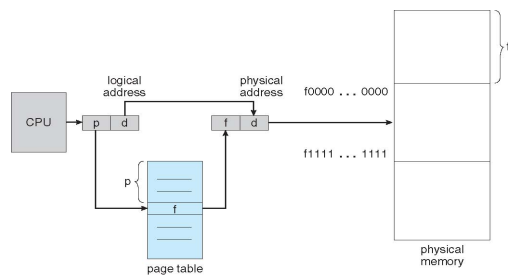 logical
address
physical
address
f0000 ... 0000
f
CPU
p d
f d
f1111 ... 1111
p
f
page table
physical
memory